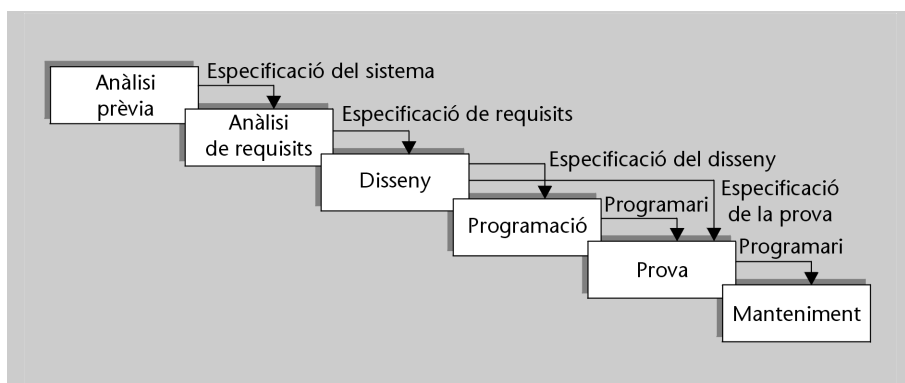 Anàlisi
prèvia
Especificació del sistema
Anàlisi
de requisits
Especificació de requisits
Disseny
Especificació del disseny
Especificació
de la prova
Programació
Programari
Prova
Programari
Manteniment